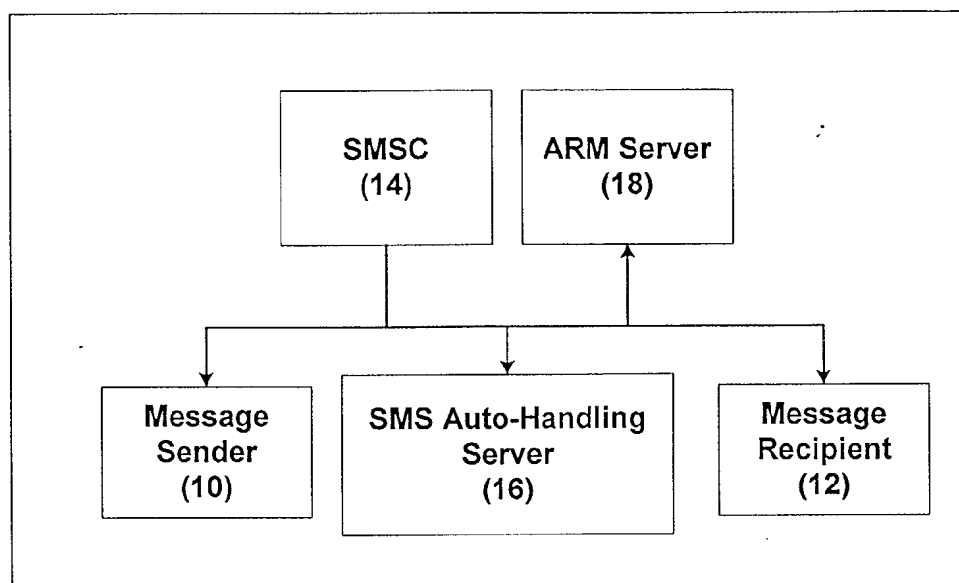 SMSC
(14)
ARM Server
(18)
Message
Sender
(10)
SMS Auto-Handling
Server
(16)
Message
Recipient
(12)